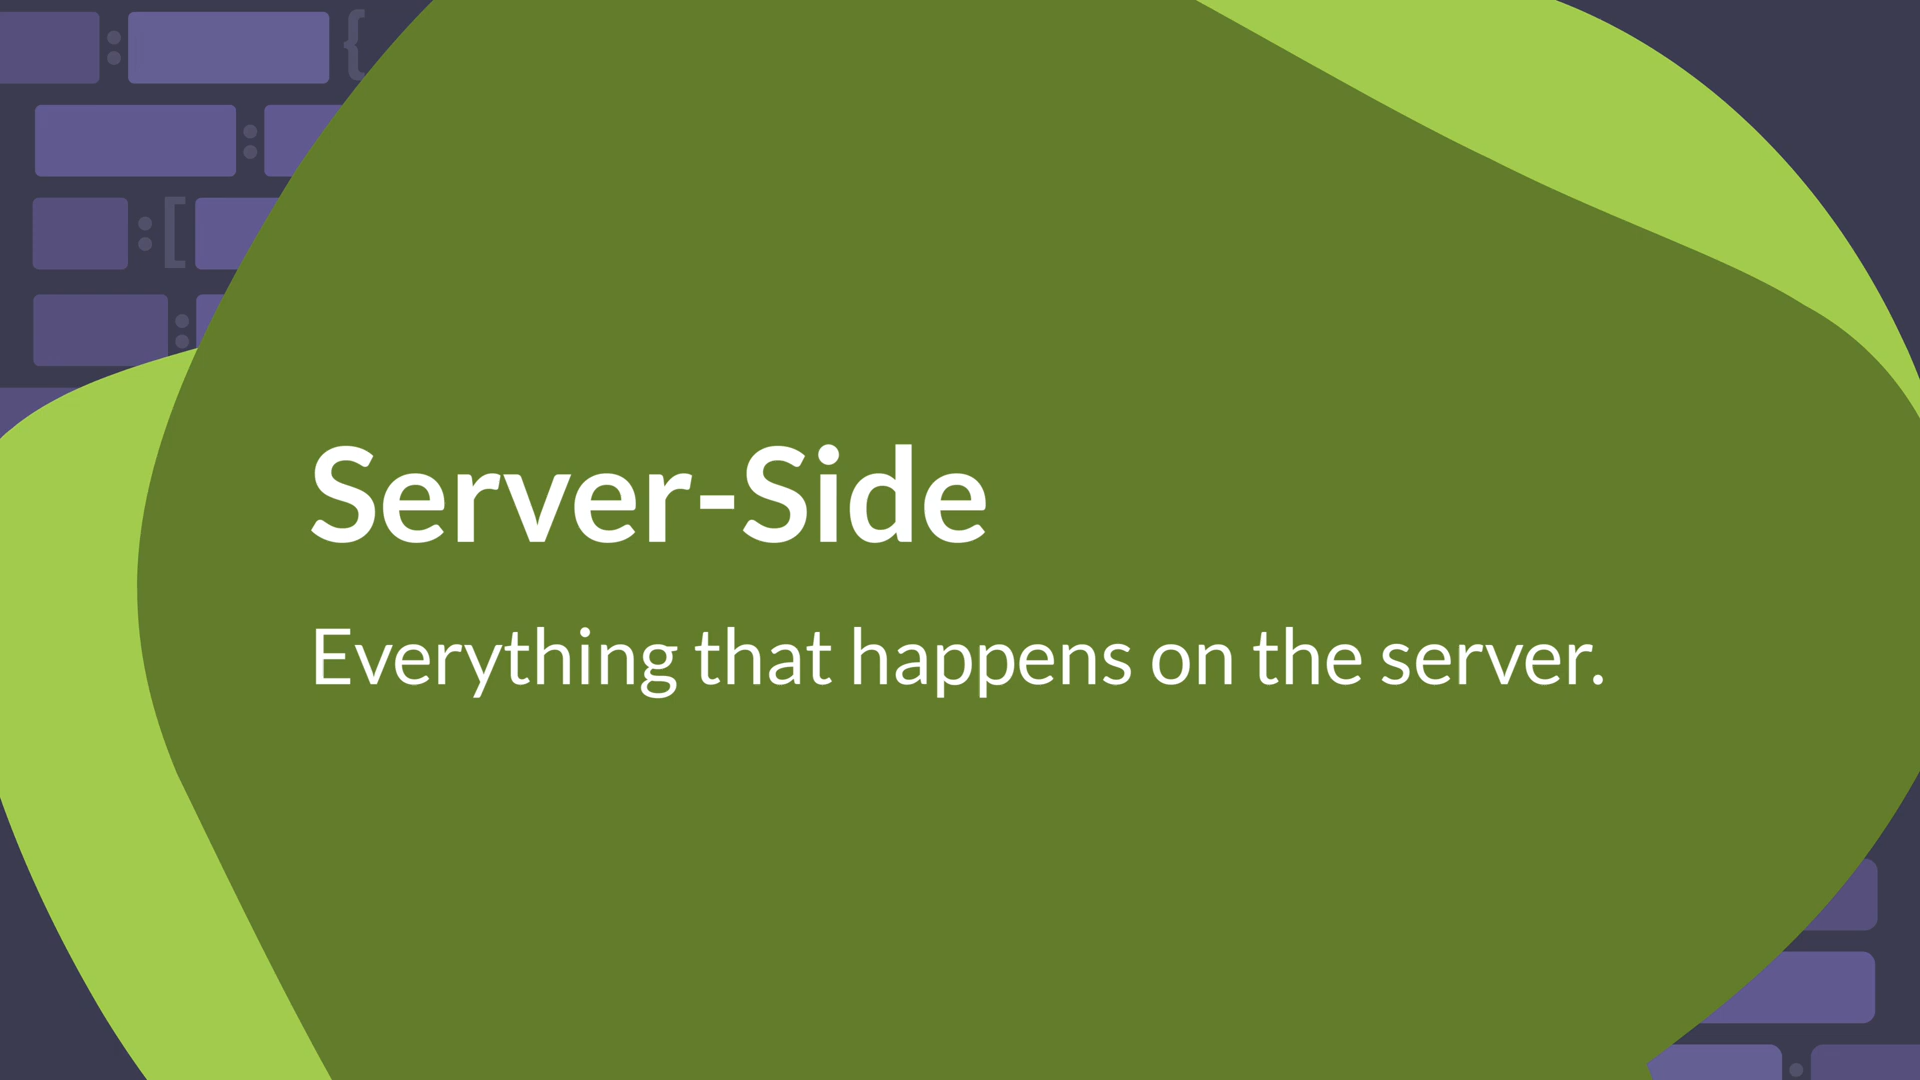 {
[
Server-Side
Everything that happens on the server.